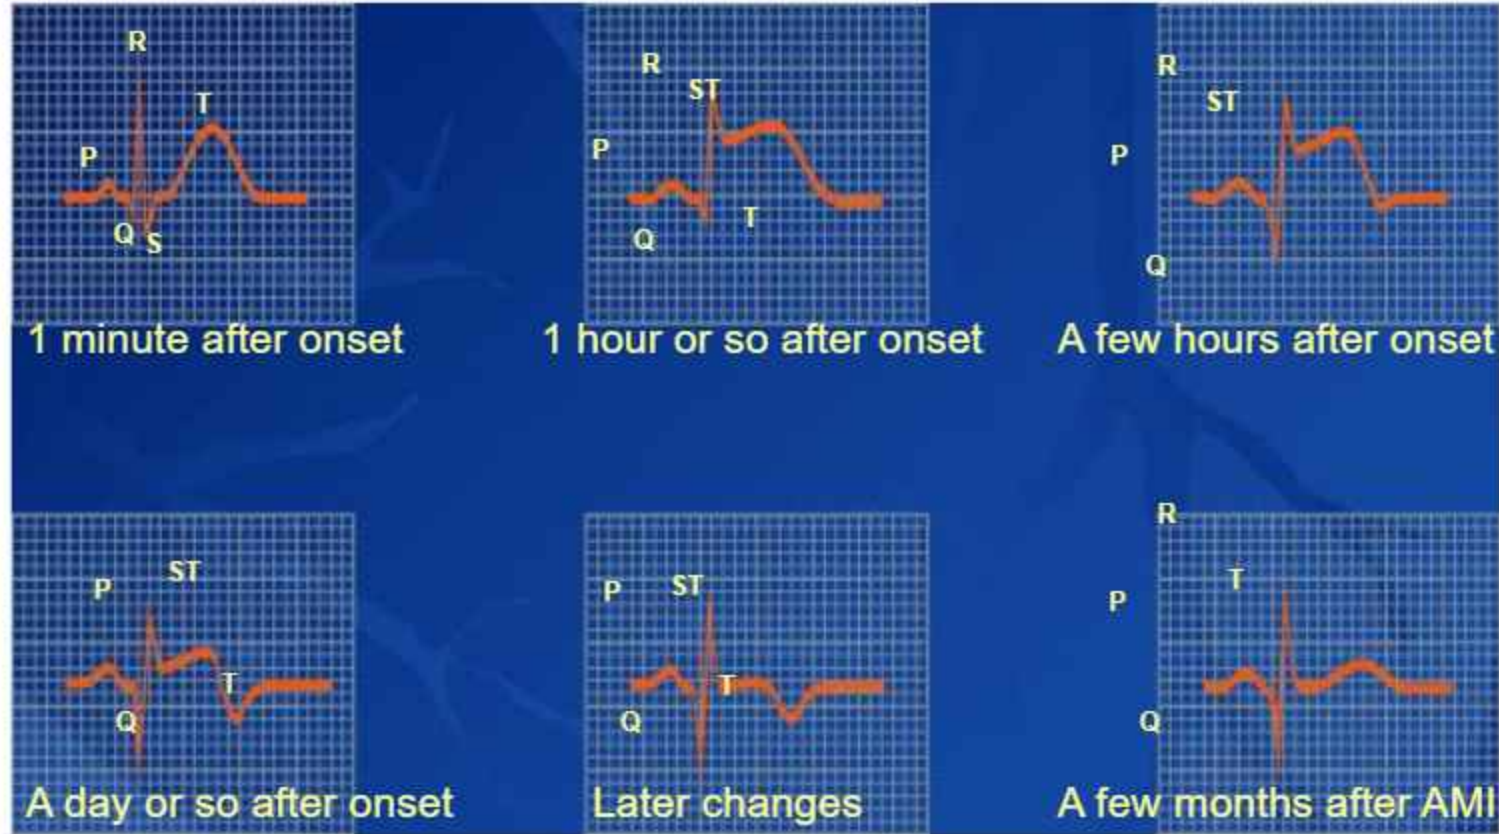 R
T
P
Q
S
1 minute after onset
R
ST
P
T
Q
1 hour or so after onset
R
ST
P
Q
A few hours after onset
ST
P
T
Q
A day or so after onset
P
ST
T
Q
Later changes
R
T
P
Q
A few months after AMI